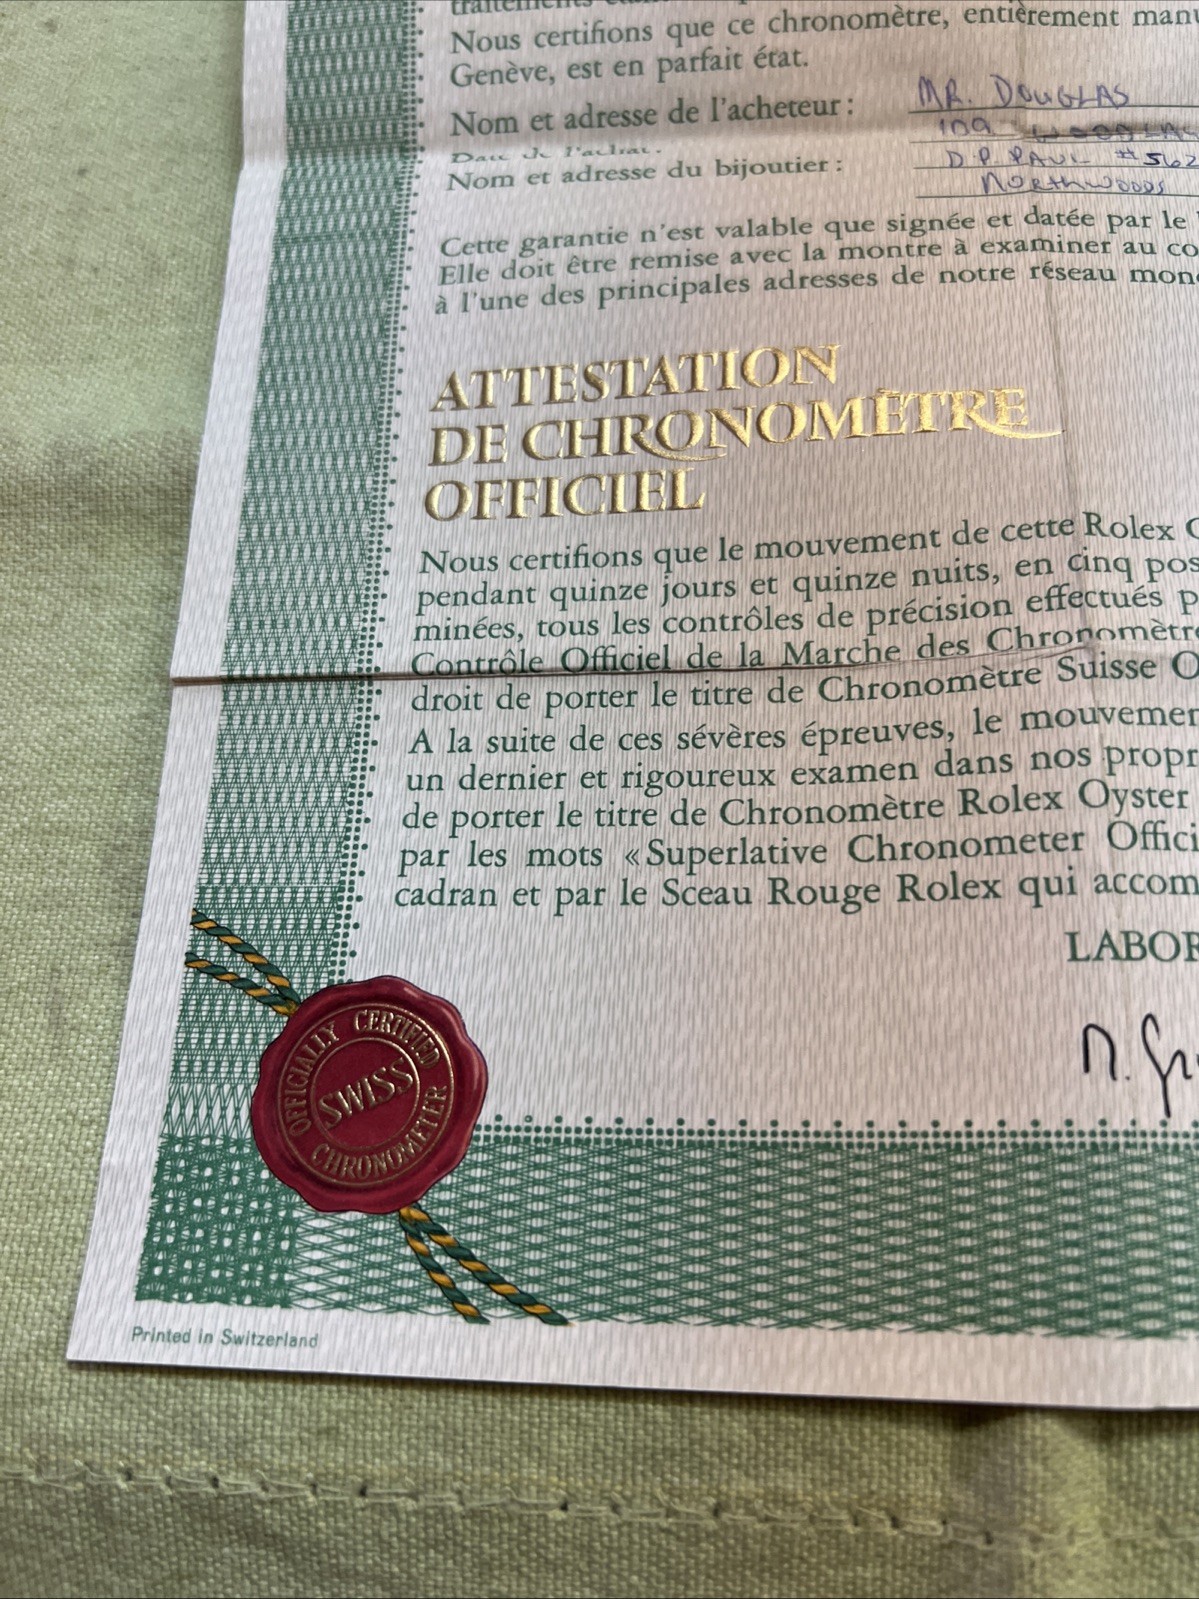 Nous certifions que ce chronomètre, entièrement man
Genève, est en parfait état.
Nom et adresse de l'acheteur : MR. DOUGLAS
109
Date de l'achat :
Nom et adresse du bijoutier : D.P. PAUL #562
NORTHWOODS
Cette garantie n'est valable que signée et datée par le
Elle doit être remise avec la montre à examiner au co
à l'une des principales adresses de notre réseau mon
ATTESTATION
DE CHRONOMÈTRE
OFFICIEL
Nous certifions que le mouvement de cette Rolex O
pendant quinze jours et quinze nuits, en cinq pos
minées, tous les contrôles de précision effectués p
Contrôle Officiel de la Marche des Chronomètre
droit de porter le titre de Chronomètre Suisse O
A la suite de ces sévères épreuves, le mouvemen
un dernier et rigoureux examen dans nos propr
de porter le titre de Chronomètre Rolex Oyster
par les mots «Superlative Chronometer Offici
cadran et par le Sceau Rouge Rolex qui accom
LABOR
OFFICIALLY CERTIFIED
SWISS
CHRONOMETER
Printed in Switzerland